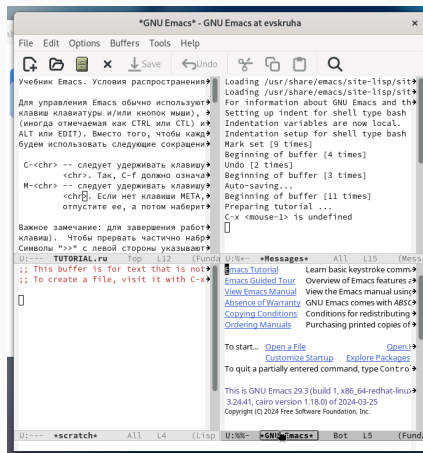 *GNU Emacs* - GNU Emacs at evskruha
File Edit Options Buffers Tools Help
Save Undo
Учебник Emacs. Условия распространения
Для управления Emacs обычно используют
клавиш клавиатуры и/или кнопок мыши),
(иногда отмечаемая как CTRL или CTL) и
ALT или EDIT). Вместо того, чтобы кажд
будем использовать следующие сокращени
C-<chr> -- следует удерживать клавишу
<chr>. Так, C-f должно означа
M-<chr> -- следует удерживать клавишу
<chr>. Если нет клавиши META,
отпустите ее, а потом наберит
Важное замечание: для завершения работ
клавиш). Чтобы прервать частично набр
Символы ">>" с левой стороны указывают
U:--- TUTORIAL.ru Top L12 (Funda
Loading /usr/share/emacs/site-lisp/sit
Loading /usr/share/emacs/site-lisp/sit
For information about GNU Emacs and th
Setting up indent for shell type bash
Indentation variables are now local.
Indentation setup for shell type bash
Mark set [9 times]
Beginning of buffer [4 times]
Undo [2 times]
Beginning of buffer [3 times]
Auto-saving...
Beginning of buffer [11 times]
Preparing tutorial ...
C-x <mouse-1> is undefined
U:%*- *Messages* All L15 (Mess
;; This buffer is for text that is not
;; To create a file, visit it with C-x
U:--- *scratch* All L4 (Lisp
Emacs Tutorial Learn basic keystroke comm
Emacs Guided Tour Overview of Emacs features
View Emacs Manual View the Emacs manual using
Absence of Warranty GNU Emacs comes with ABSO
Copying Conditions Conditions for redistributing
Ordering Manuals Purchasing printed copies of
To start... Open a File Open
Customize Startup Explore Packages
To quit a partially entered command, type Contro
This is GNU Emacs 29.3 (build 1, x86_64-redhat-linux
3.24.41, cairo version 1.18.0) of 2024-03-25
Copyright (C) 2024 Free Software Foundation, Inc.
U:%%- *GNU Emacs* Bot L5 (Funda